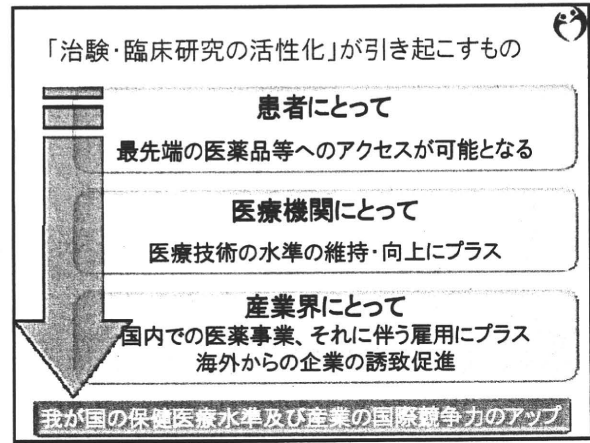 「治験・臨床研究の活性化」が引き起こすもの
患者にとって
最先端の医薬品等へのアクセスが可能となる
医療機関にとって
医療技術の水準の維持・向上にプラス
産業界にとって
国内での医薬事業、それに伴う雇用にプラス
海外からの企業の誘致促進
我が国の保健医療水準及び産業の国際競争力のアップ